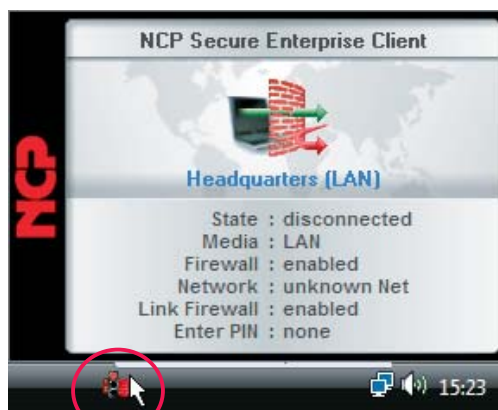 NCP Secure Enterprise Client
NCP
Headquarters (LAN)
State : disconnected
Media : LAN
Firewall : enabled
Network : unknown Net
Link Firewall : enabled
Enter PIN : none
15:23